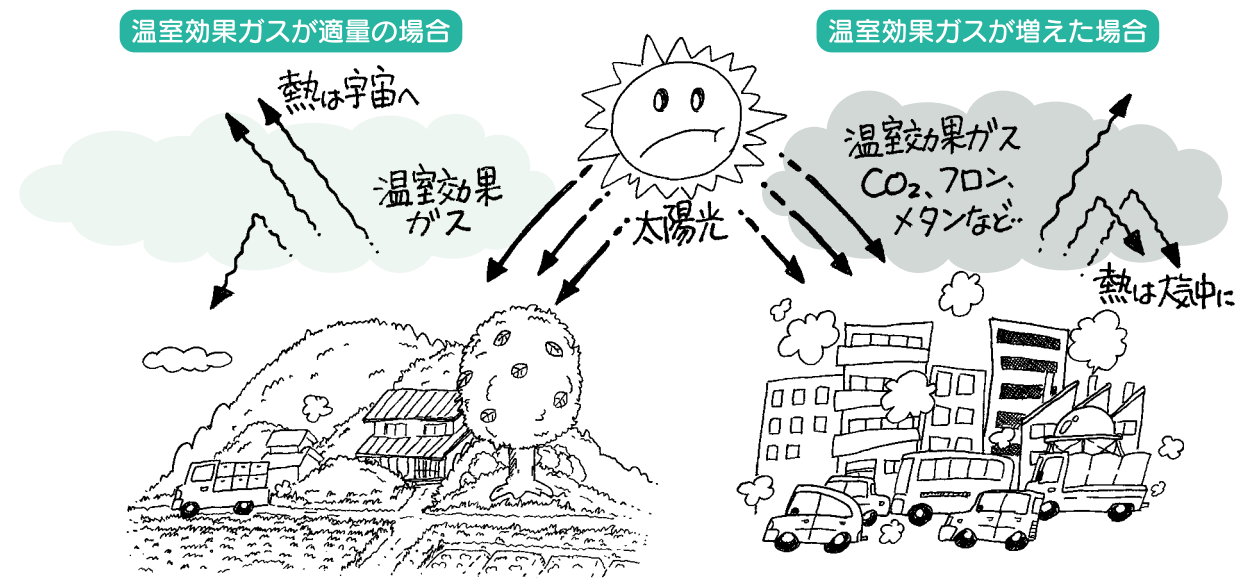 温室効果ガスが適量の場合
熱は宇宙へ
温室効果
ガス
太陽光
温室効果ガスが増えた場合
温室効果ガス
CO₂、フロン、
メタンなど…
熱は大気中に